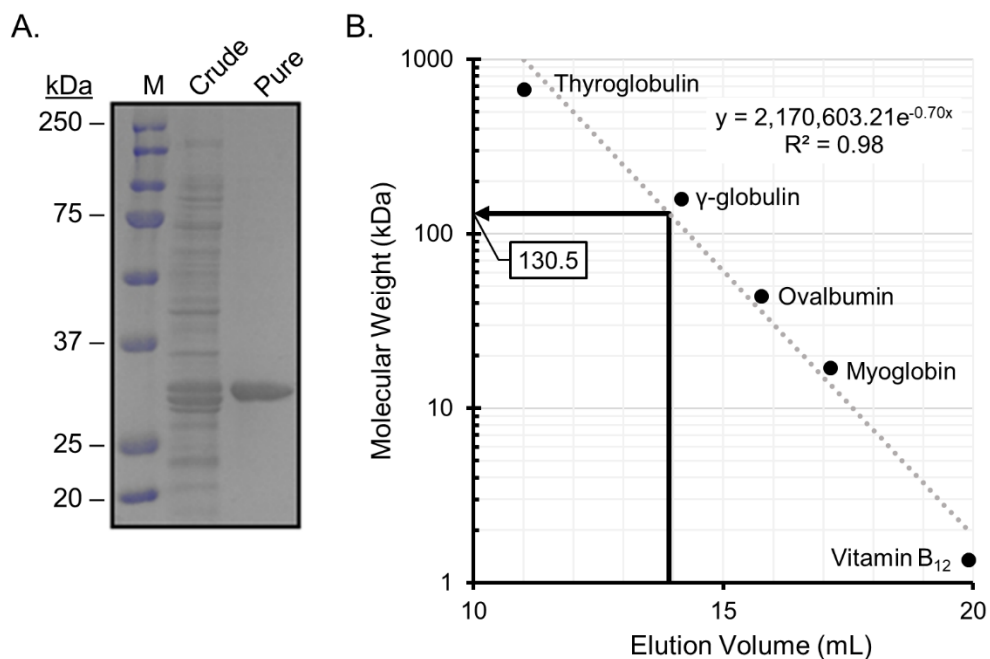 A.
kDa
M Crude Pure
250 –
75 –
37 –
25 –
20 –
B.
Molecular Weight (kDa)
1000
100
10
1
Thyroglobulin
y = 2,170,603.21e⁻⁰·⁷⁰ˣ
R² = 0.98
γ-globulin
130.5
Ovalbumin
Myoglobin
Vitamin B₁₂
10 15 20
Elution Volume (mL)